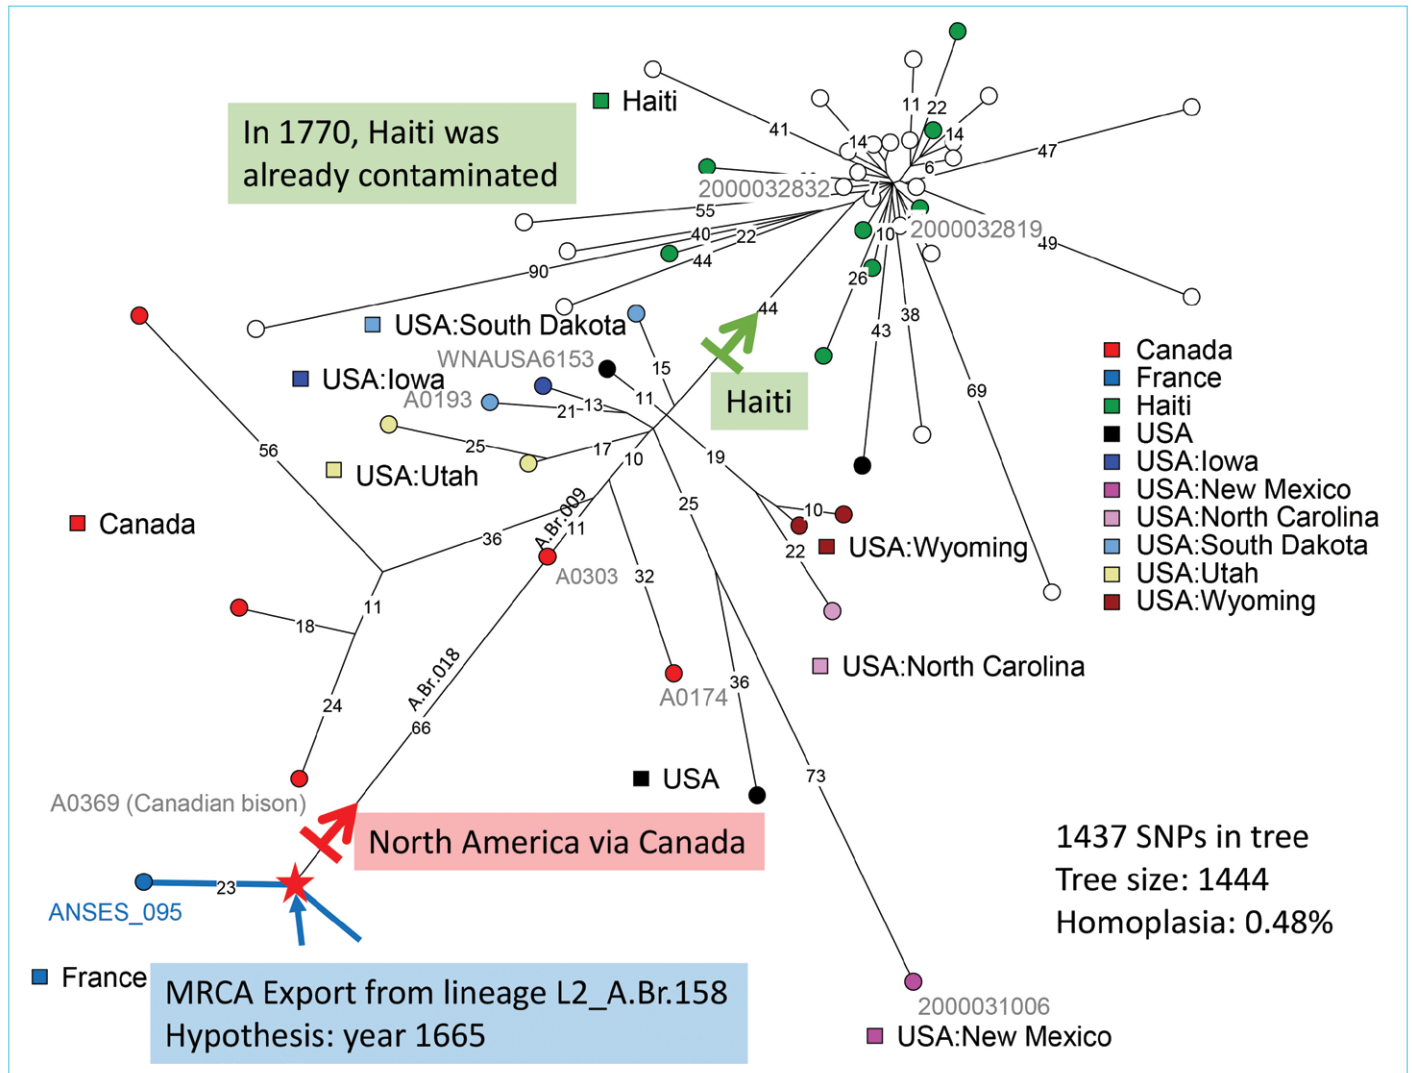 Haiti
In 1770, Haiti was
already contaminated
41
14
11
22
14
47
6
7
2000032832
55
40
22
44
90
10
2000032819
49
26
44
43
38
69
USA:South Dakota
WNAUSA6153
15
USA:Iowa
A0193
11
13
21
Haiti
25
17
10
USA:Utah
19
56
Canada
36
A.Br.009
11
A0303
32
25
10
22
USA:Wyoming
Canada
France
Haiti
USA
USA:Iowa
USA:New Mexico
USA:North Carolina
USA:South Dakota
USA:Utah
USA:Wyoming
11
18
24
A.Br.018
66
A0174
36
USA:North Carolina
USA
73
A0369 (Canadian bison)
North America via Canada
1437 SNPs in tree
Tree size: 1444
Homoplasia: 0.48%
23
ANSES_095
France
MRCA Export from lineage L2_A.Br.158
Hypothesis: year 1665
2000031006
USA:New Mexico